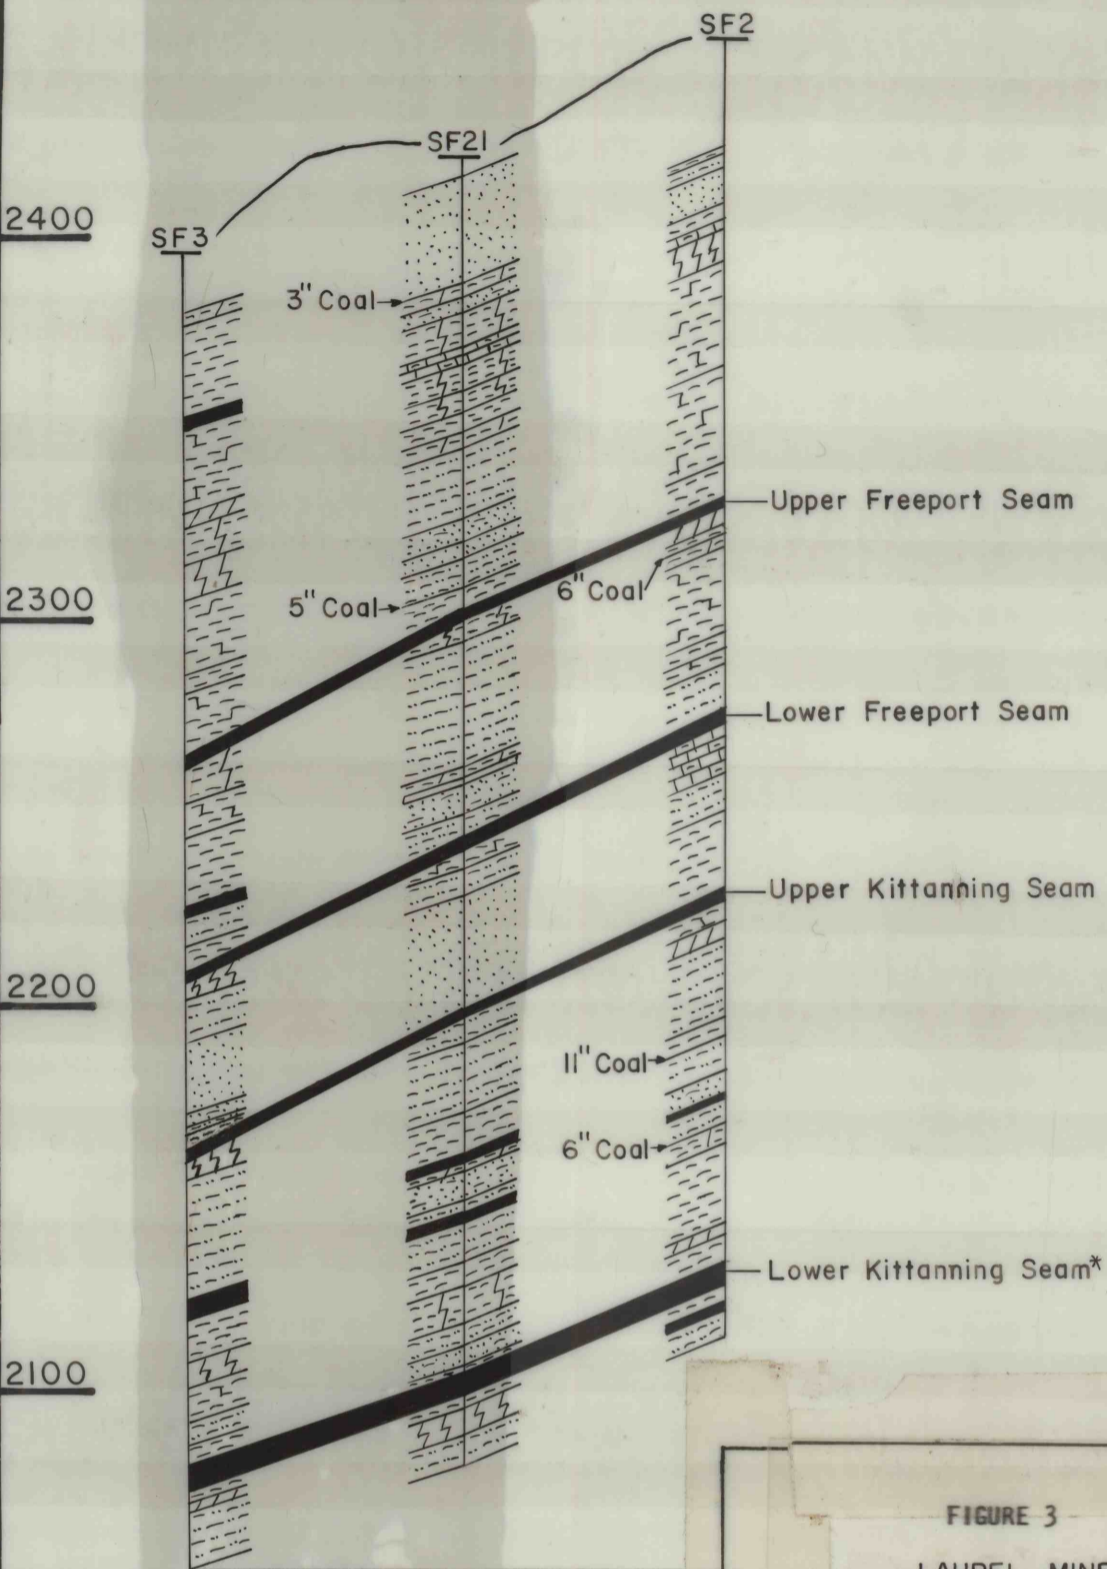 SF2
SF21
2400
SF3
3" Coal
Upper Freeport Seam
6" Coal
2300
5" Coal
Lower Freeport Seam
Upper Kittanning Seam
2200
11" Coal
6" Coal
Lower Kittanning Seam*
2100
FIGURE 3